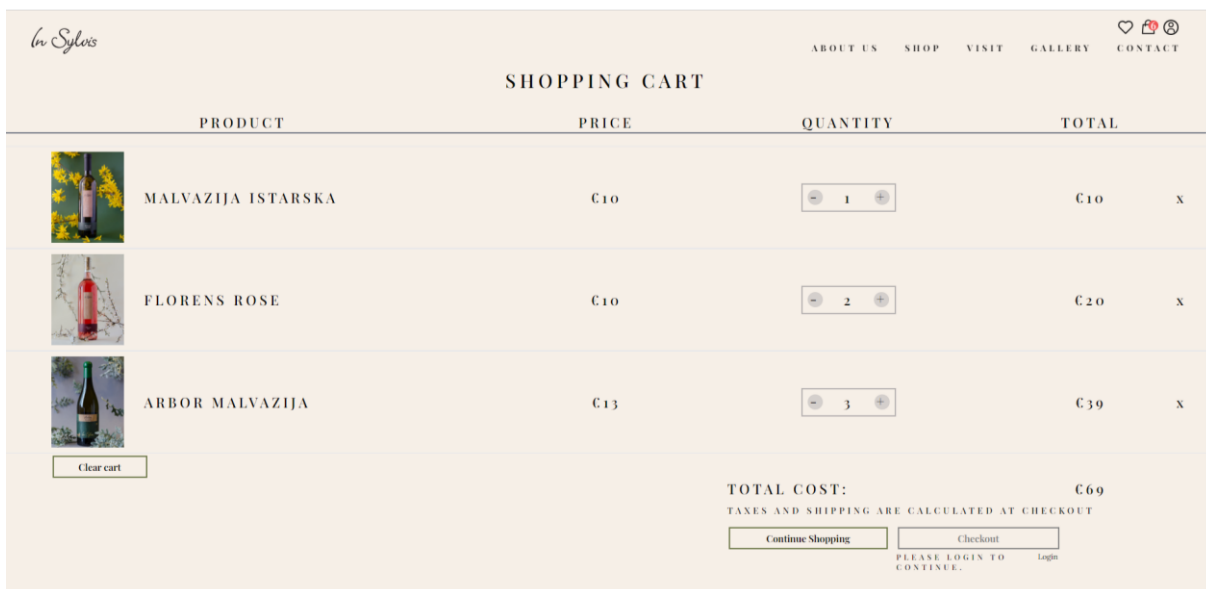 In Sylvis
6
ABOUT US SHOP VISIT GALLERY CONTACT
SHOPPING CART
PRODUCT PRICE QUANTITY TOTAL
MALVAZIJA ISTARSKA €10 - 1 + €10 X
FLORENS ROSE €10 - 2 + €20 X
ARBOR MALVAZIJA €13 - 3 + €39 X
Clear cart
TOTAL COST: €69
TAXES AND SHIPPING ARE CALCULATED AT CHECKOUT
Continue Shopping Checkout
PLEASE LOGIN TO Login
CONTINUE.